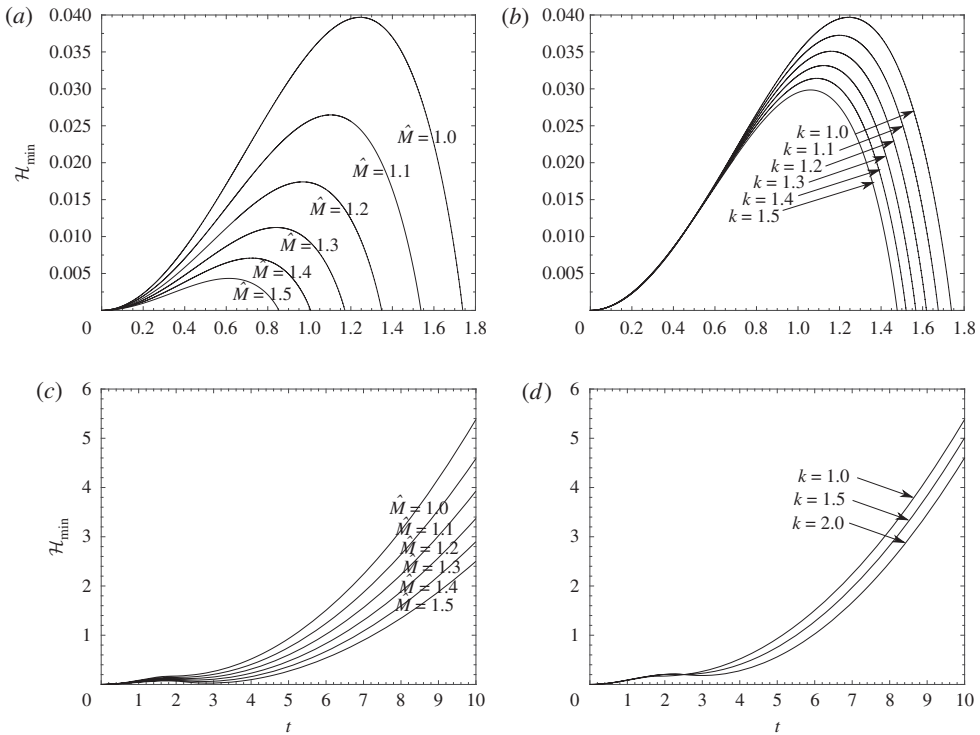 (a)
0.040
0.035
0.030
0.025
0.020
0.015
0.010
0.005
0
ℋmin
M̂ = 1.0
M̂ = 1.1
M̂ = 1.2
M̂ = 1.3
M̂ = 1.4
M̂ = 1.5
0.2 0.4 0.6 0.8 1.0 1.2 1.4 1.6 1.8
(b)
0.040
0.035
0.030
0.025
0.020
0.015
0.010
0.005
0
k = 1.0
k = 1.1
k = 1.2
k = 1.3
k = 1.4
k = 1.5
0.2 0.4 0.6 0.8 1.0 1.2 1.4 1.6 1.8
(c)
6
5
4
3
2
1
0
ℋmin
M̂ = 1.0
M̂ = 1.1
M̂ = 1.2
M̂ = 1.3
M̂ = 1.4
M̂ = 1.5
1 2 3 4 5 6 7 8 9 10
t
(d)
6
5
4
3
2
1
0
k = 1.0
k = 1.5
k = 2.0
1 2 3 4 5 6 7 8 9 10
t